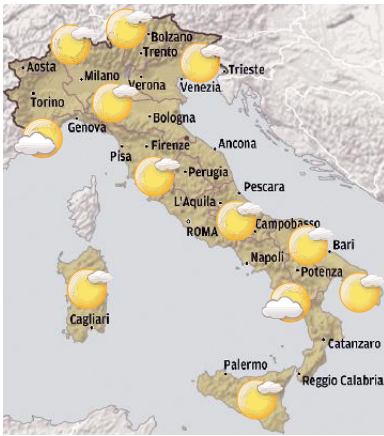 Bolzano
Trento
Aosta
Milano
Verona
Venezia
Trieste
Torino
Genova
Bologna
Pisa
Firenze
Ancona
Perugia
Pescara
L'Aquila
ROMA
Campobasso
Bari
Napoli
Potenza
Cagliari
Catanzaro
Palermo
Reggio Calabria